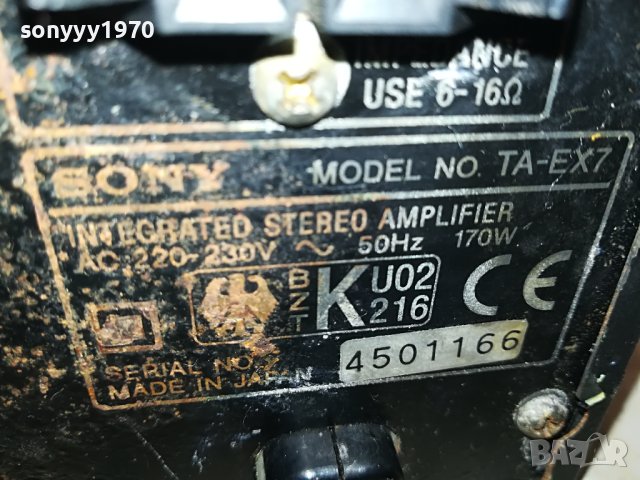 sonyyy1970
IMPEDANCE
USE 6-16Ω
SONY MODEL NO. TA-EX7
INTEGRATED STEREO AMPLIFIER
AC 220-230V ~ 50Hz 170W
BZT K U02 216 CE
SERIAL NO. 4501166
MADE IN JAPAN
BAZAR